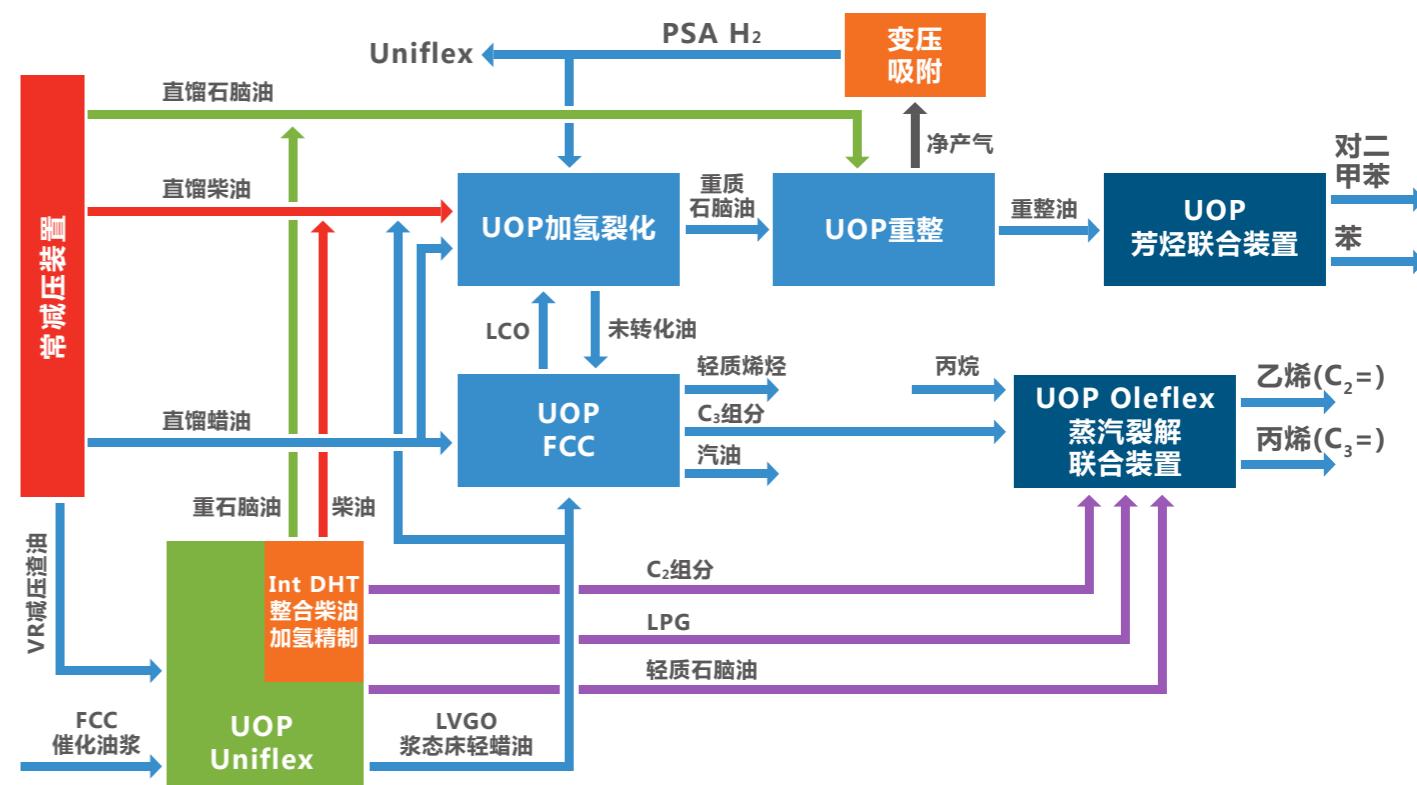 PSA H₂
变压
吸附
Uniflex
直馏石脑油
净产气
对二
甲苯
直馏柴油
重质
石脑油
重整油
UOP加氢裂化
UOP重整
UOP
芳烃联合装置
苯
常减压装置
LCO
未转化油
轻质烯烃
丙烷
乙烯(C₂=)
直馏蜡油
UOP
FCC
C₃组分
UOP Oleflex
蒸汽裂解
联合装置
丙烯(C₃=)
汽油
重石脑油
柴油
VR减压渣油
Int DHT
整合柴油
加氢精制
C₂组分
LPG
轻质石脑油
FCC
催化油浆
UOP
Uniflex
LVGO
浆态床轻蜡油